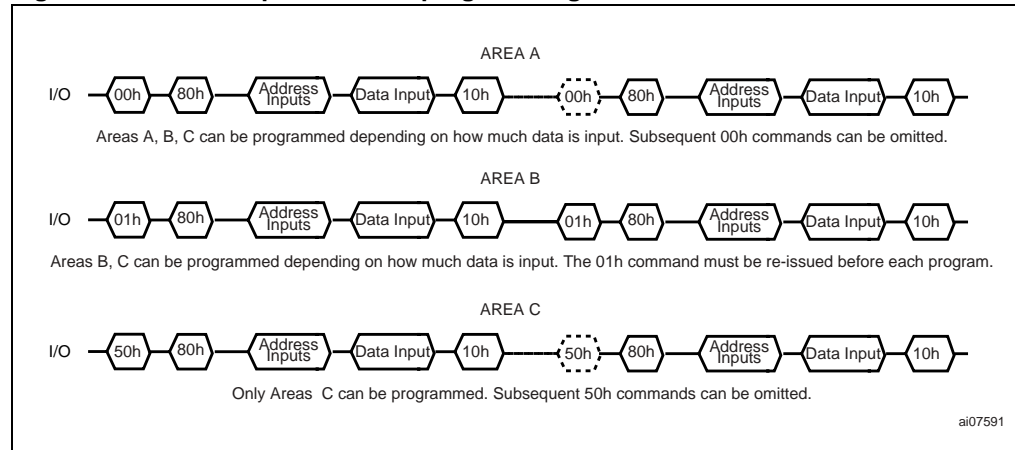 AREA A
I/O 00h 80h Address Inputs Data Input 10h 00h 80h Address Inputs Data Input 10h
Areas A, B, C can be programmed depending on how much data is input. Subsequent 00h commands can be omitted.
AREA B
I/O 01h 80h Address Inputs Data Input 10h 01h 80h Address Inputs Data Input 10h
Areas B, C can be programmed depending on how much data is input. The 01h command must be re-issued before each program.
AREA C
I/O 50h 80h Address Inputs Data Input 10h 50h 80h Address Inputs Data Input 10h
Only Areas C can be programmed. Subsequent 50h commands can be omitted.
ai07591